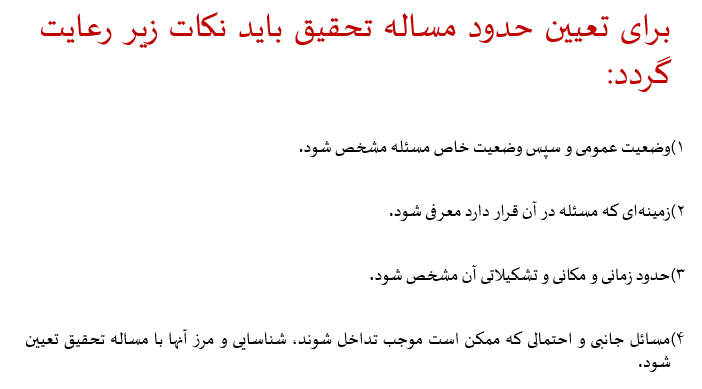 برای تعیین حدود مساله تحقیق باید نکات زیر رعایت
گردد:
۱)وضعیت عمومی و سپس وضعیت خاص مسئله مشخص شود.
۲)زمینه‌ای که مسئله در آن قرار دارد معرفی شود.
۳)حدود زمانی و مکانی و تشکیلاتی آن مشخص شود.
۴)مسائل جانبی و احتمالی که ممکن است موجب تداخل شوند، شناسایی و مرز آنها با مساله تحقیق تعیین
شود.